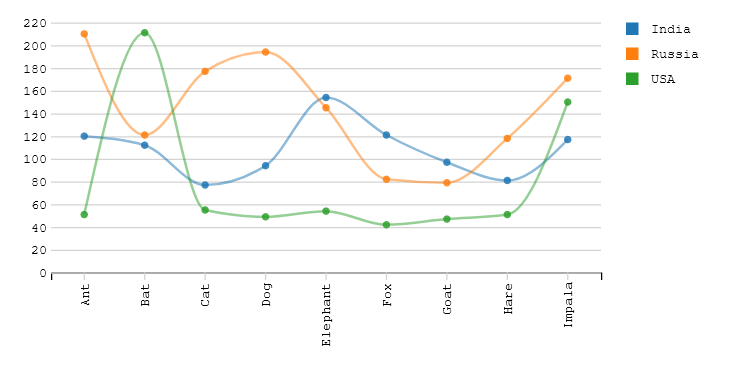 220
200
180
160
140
120
100
80
60
40
20
0
Ant
Bat
Cat
Dog
Elephant
Fox
Goat
Hare
Impala
India
Russia
USA